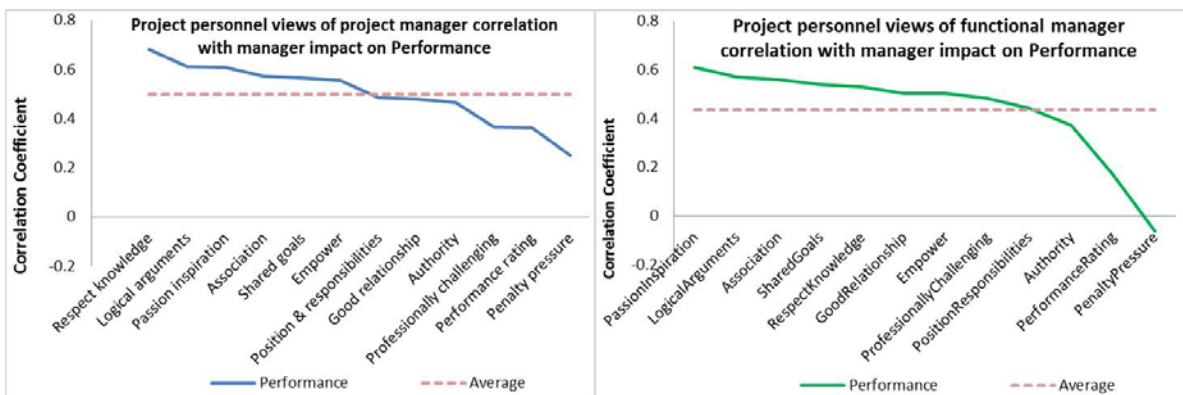 Project personnel views of project manager correlation
with manager impact on Performance
0.8
0.6
0.4
0.2
0
-0.2
Correlation Coefficient
Respect knowledge
Logical arguments
Passion inspiration
Association
Shared goals
Empower
Position & responsibilities
Good relationship
Authority
Professionally challenging
Performance rating
Penalty pressure
Performance
Average
Project personnel views of functional manager
correlation with manager impact on Performance
0.8
0.6
0.4
0.2
0
-0.2
Correlation Coefficient
PassionInspiration
LogicalArguments
Association
SharedGoals
RespectKnowledge
GoodRelationship
Empower
ProfessionallyChallenging
PositionResponsibilities
Authority
PerformanceRating
PenaltyPressure
Performance
Average